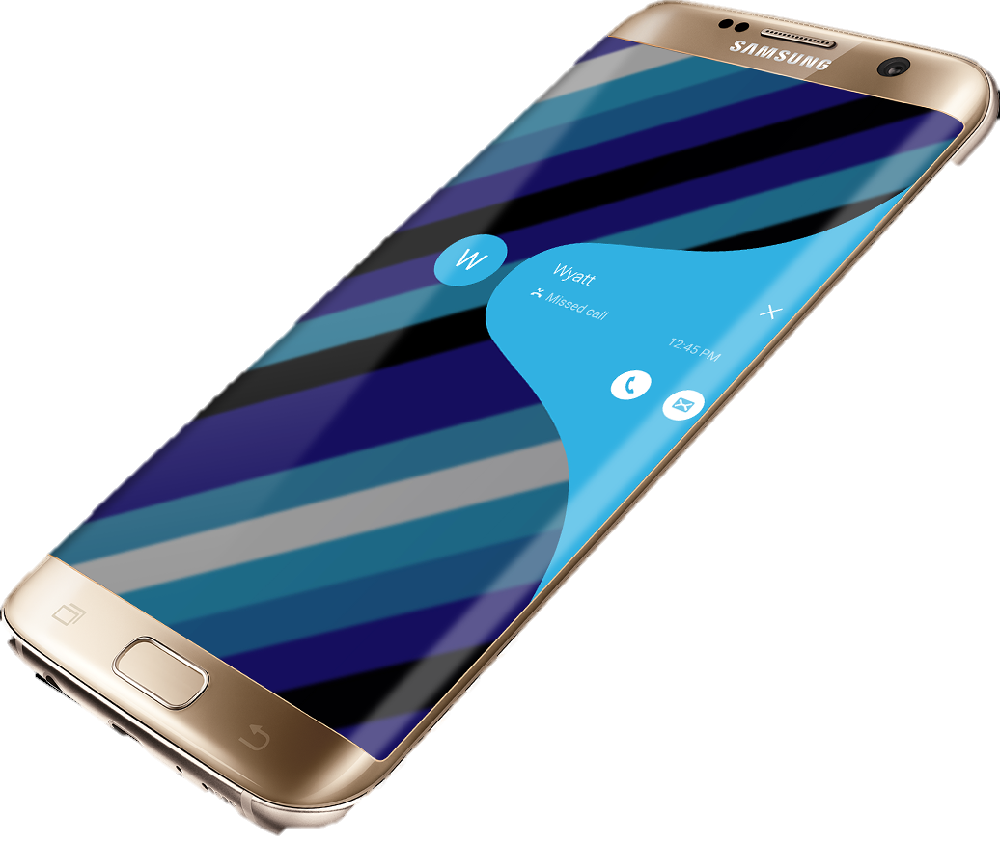 SAMSUNG
W
Wyatt
Missed call
12:45 PM